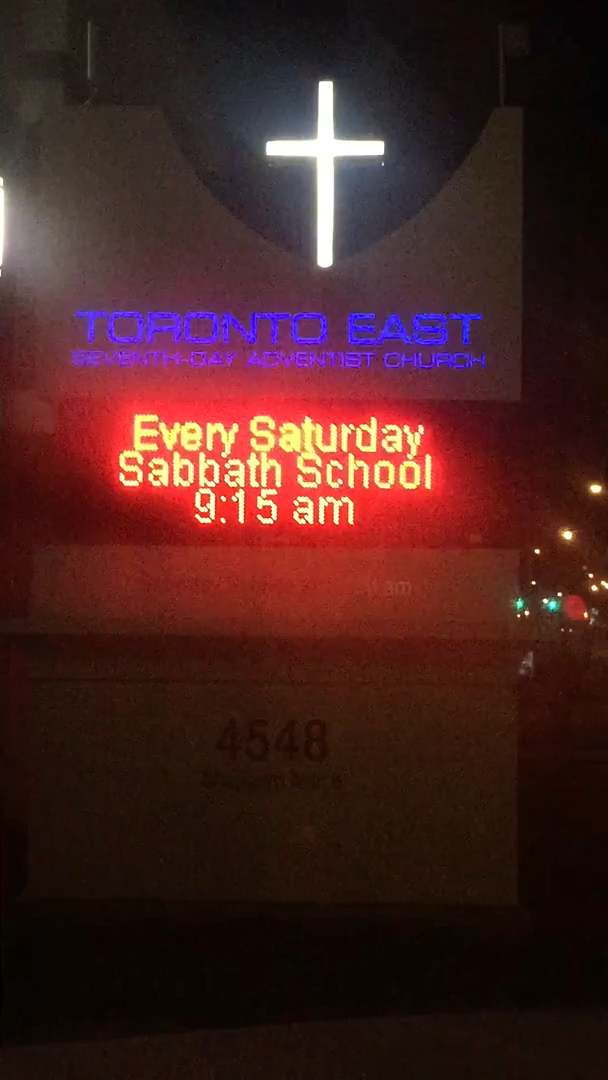 TORONTO EAST
SEVENTH-DAY ADVENTIST CHURCH
Every Saturday
Sabbath School
9:15 am
4548